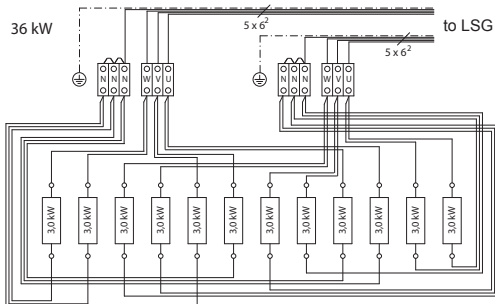 36 kW
5 x 6²
to LSG
5 x 6²
N N N W V U
N N N W V U
3,0 kW 3,0 kW 3,0 kW 3,0 kW 3,0 kW 3,0 kW 3,0 kW 3,0 kW 3,0 kW 3,0 kW 3,0 kW 3,0 kW